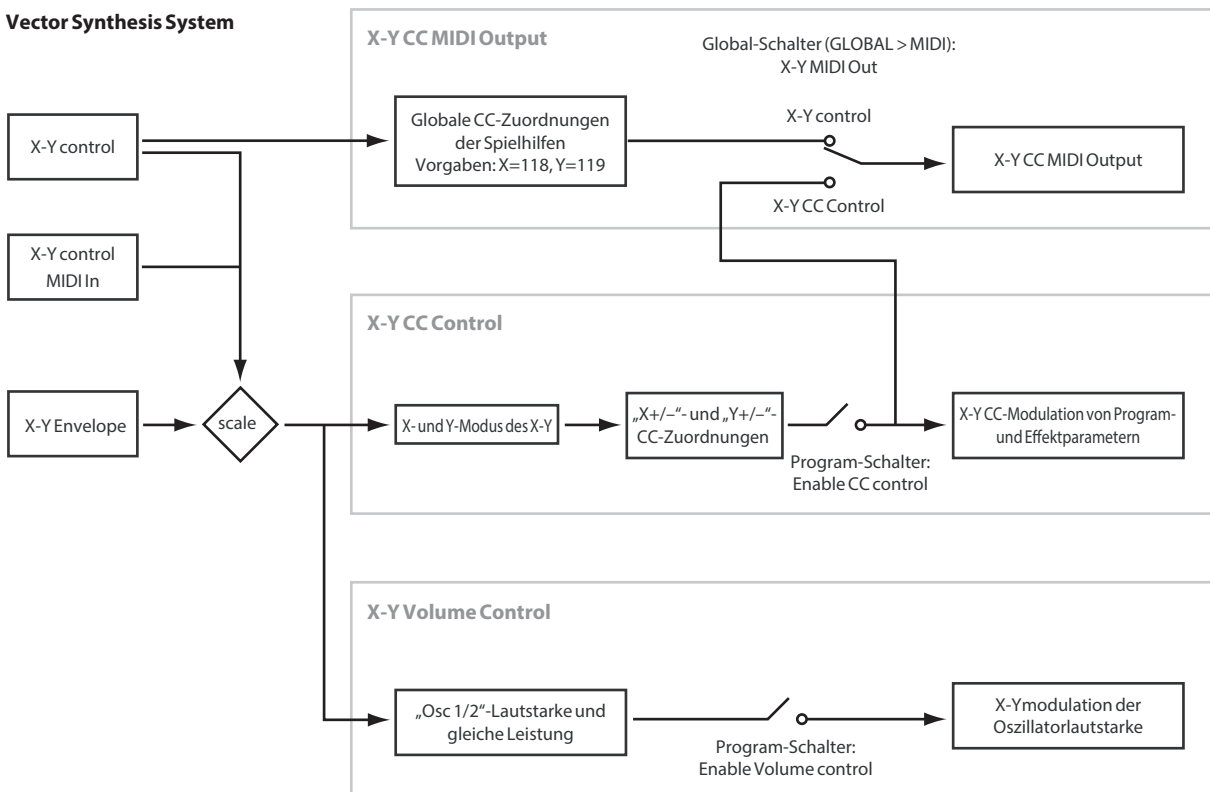 Vector Synthesis System
X-Y CC MIDI Output
Global-Schalter (GLOBAL > MIDI):
X-Y MIDI Out
X-Y control
Globale CC-Zuordnungen
der Spielhilfen
Vorgaben: X=118, Y=119
X-Y control
X-Y CC Control
X-Y CC MIDI Output
X-Y control
MIDI In
X-Y CC Control
X-Y Envelope
scale
X- und Y-Modus des X-Y
„X+/–“- und „Y+/–“-
CC-Zuordnungen
Program-Schalter:
Enable CC control
X-Y CC-Modulation von Program-
und Effektparametern
X-Y Volume Control
„Osc 1/2“-Lautstarke und
gleiche Leistung
Program-Schalter:
Enable Volume control
X-Ymodulation der
Oszillatorlautstarke